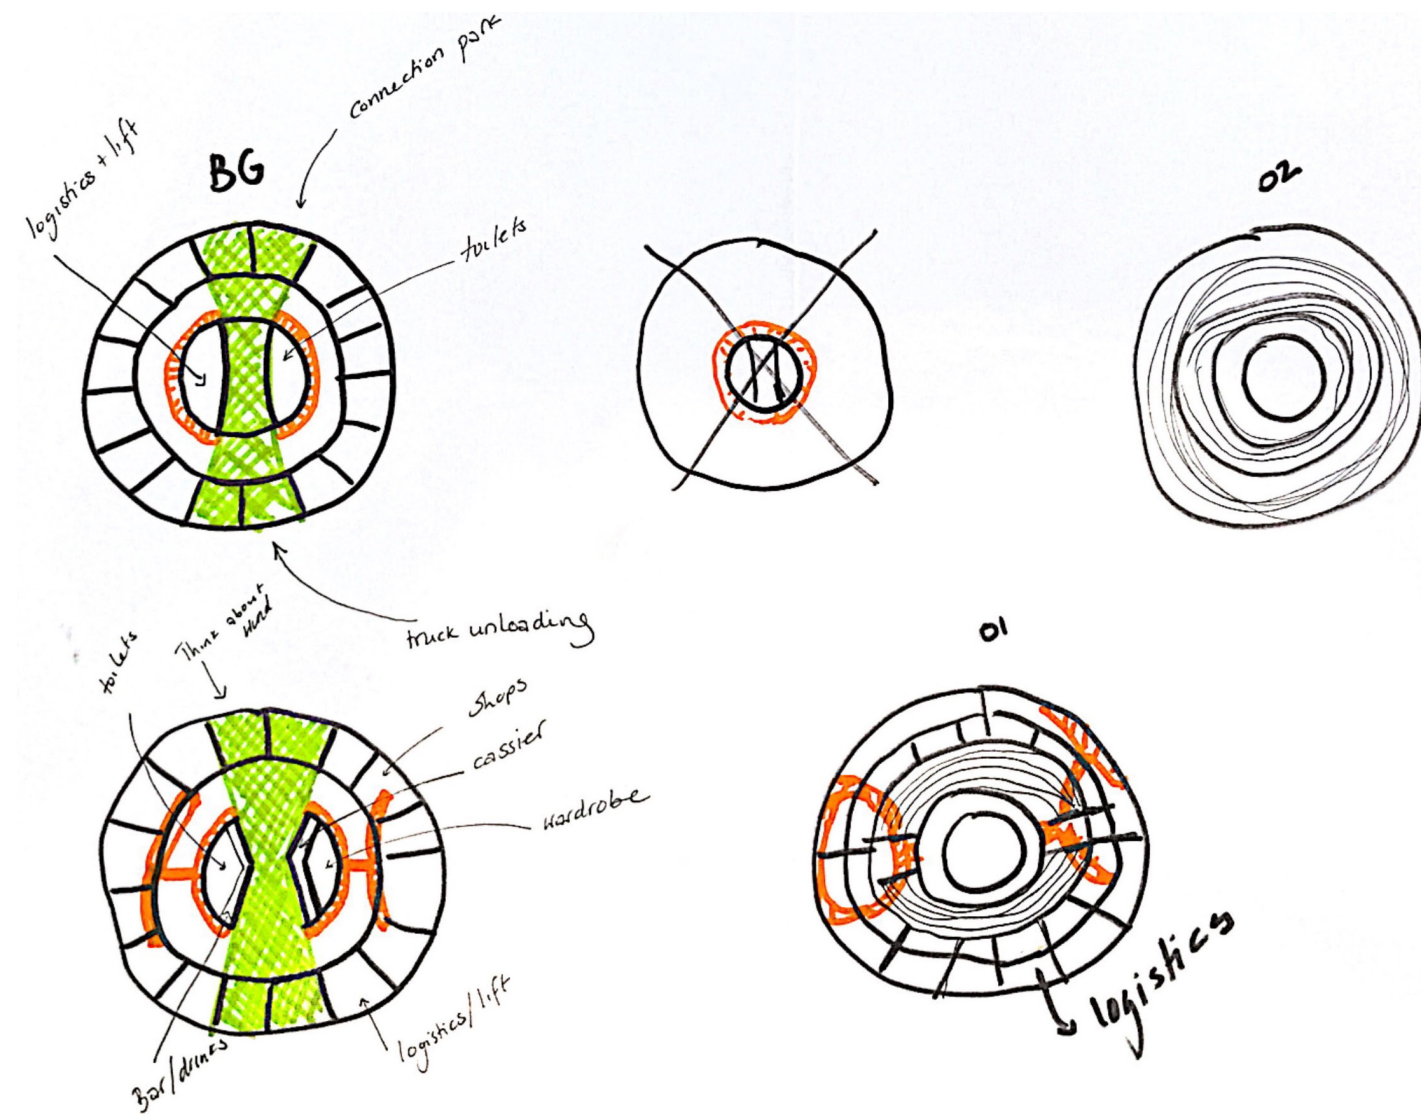 connection park
logistics + lift
BG
toilets
02
truck unloading
Think about
wind
toilets
01
shops
cassier
wardrobe
logistics
logistics/lift
Bar/drinks